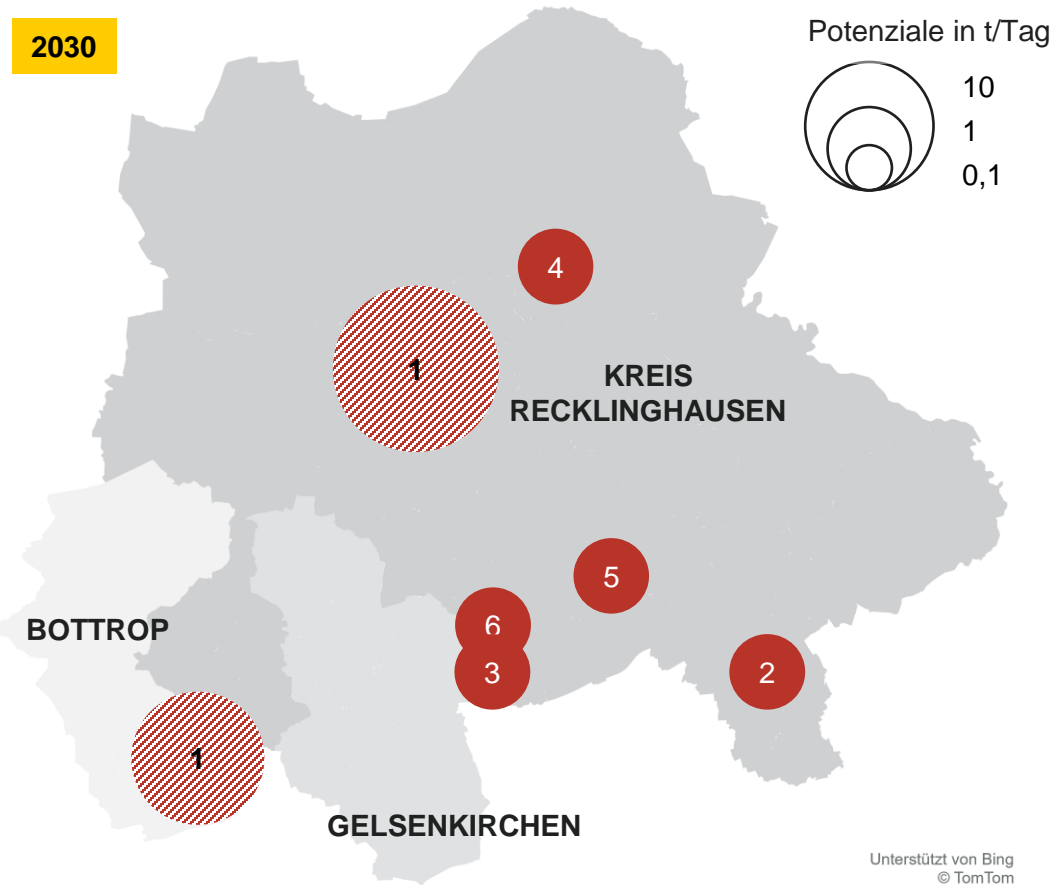 2030
Potenziale in t/Tag
10
1
0,1
4
1
KREIS
RECKLINGHAUSEN
5
6
BOTTROP
3
2
1
GELSENKIRCHEN
Unterstützt von Bing
© TomTom